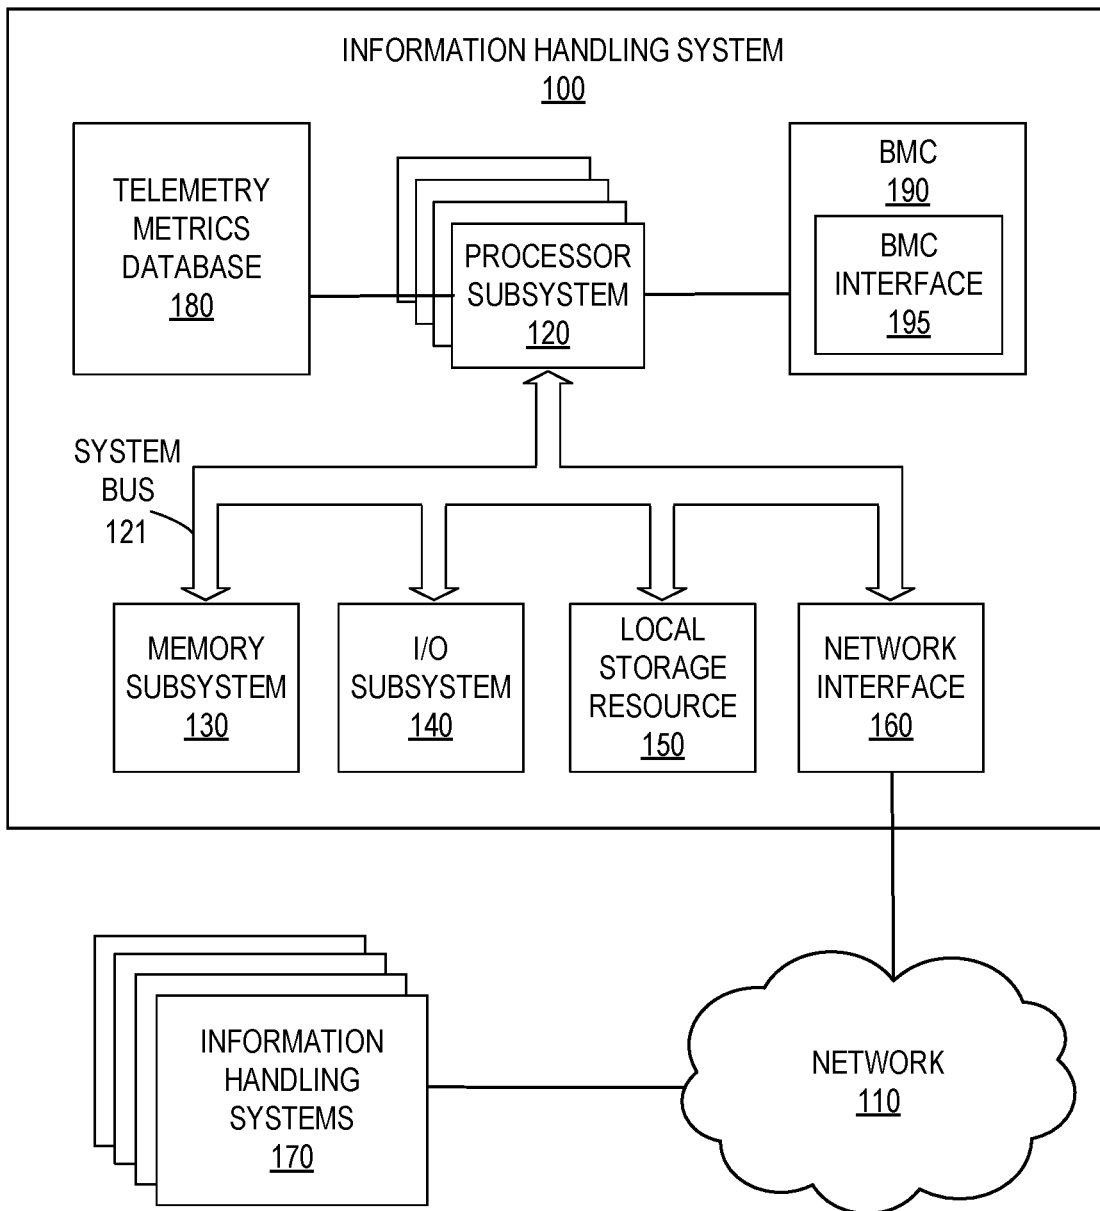 INFORMATION HANDLING SYSTEM
100
TELEMETRY
METRICS
DATABASE
180
PROCESSOR
SUBSYSTEM
120
BMC
190
BMC
INTERFACE
195
SYSTEM
BUS
121
MEMORY
SUBSYSTEM
130
I/O
SUBSYSTEM
140
LOCAL
STORAGE
RESOURCE
150
NETWORK
INTERFACE
160
INFORMATION
HANDLING
SYSTEMS
170
NETWORK
110